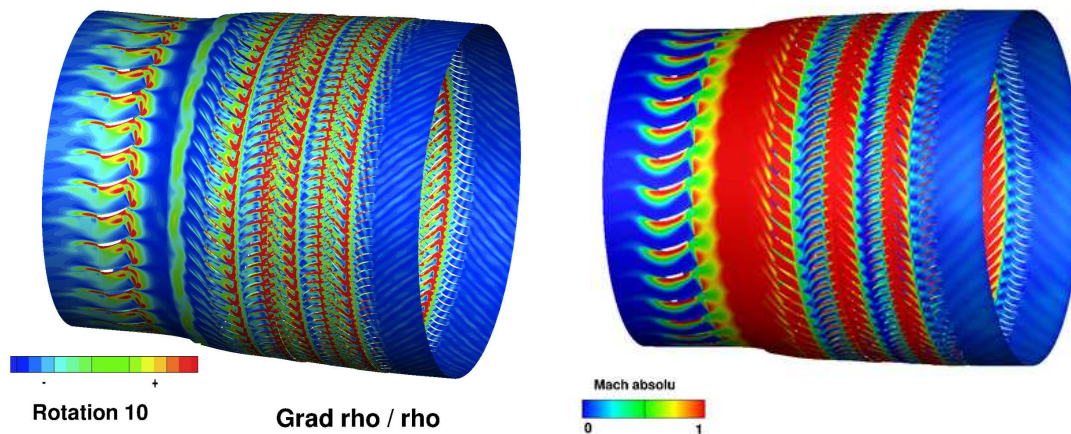 - +
Rotation 10
Grad rho / rho
Mach absolu
0 1